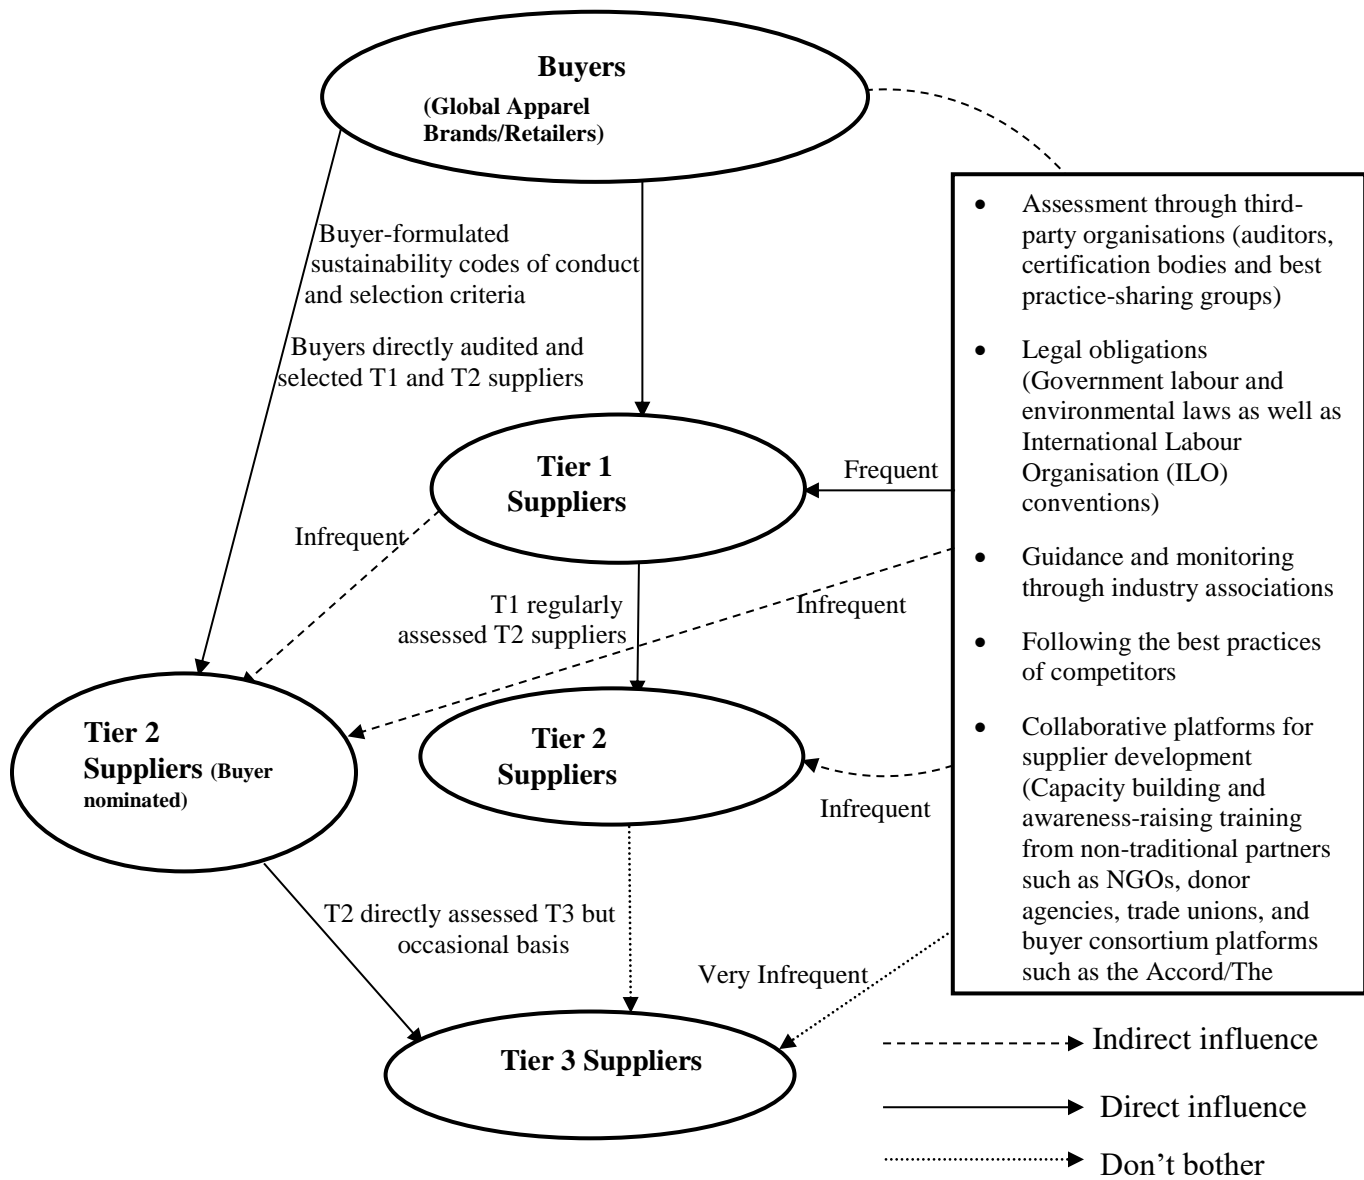 Buyers
(Global Apparel
Brands/Retailers)
Buyer-formulated
sustainability codes of conduct
and selection criteria
Buyers directly audited and
selected T1 and T2 suppliers
• Assessment through third-
party organisations (auditors,
certification bodies and best
practice-sharing groups)
• Legal obligations
(Government labour and
environmental laws as well as
International Labour
Organisation (ILO)
conventions)
• Guidance and monitoring
through industry associations
• Following the best practices
of competitors
• Collaborative platforms for
supplier development
(Capacity building and
awareness-raising training
from non-traditional partners
such as NGOs, donor
agencies, trade unions, and
buyer consortium platforms
such as the Accord/The
Tier 1
Suppliers
Frequent
Infrequent
T1 regularly
assessed T2 suppliers
Infrequent
Tier 2
Suppliers (Buyer
nominated)
Tier 2
Suppliers
Infrequent
T2 directly assessed T3 but
occasional basis
Very Infrequent
Tier 3 Suppliers
Indirect influence
Direct influence
Don’t bother